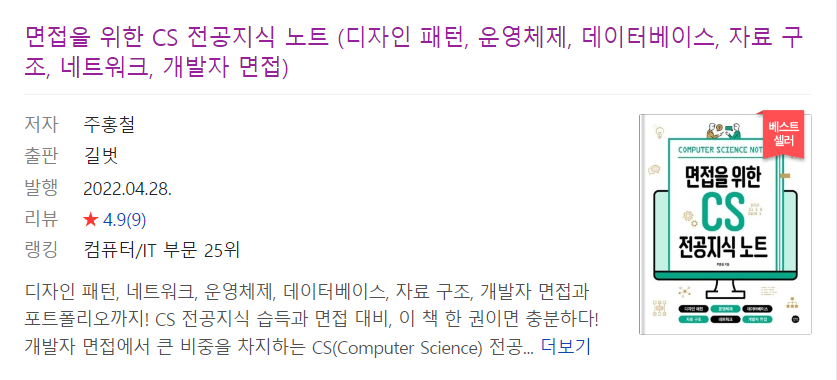 면접을 위한 CS 전공지식 노트 (디자인 패턴, 운영체제, 데이터베이스, 자료 구
조, 네트워크, 개발자 면접)
저자 주홍철
출판 길벗
발행 2022.04.28.
리뷰 ★ 4.9(9)
랭킹 컴퓨터/IT 부문 25위
디자인 패턴, 네트워크, 운영체제, 데이터베이스, 자료 구조, 개발자 면접과
포트폴리오까지! CS 전공지식 습득과 면접 대비, 이 책 한 권이면 충분하다!
개발자 면접에서 큰 비중을 차지하는 CS(Computer Science) 전공... 더보기
베스트
셀러
COMPUTER SCIENCE NOTE
면접을 위한
CS
전공지식 노트
주홍철 지음
디자인 패턴 운영체제 데이터베이스
자료 구조 네트워크 개발자 면접